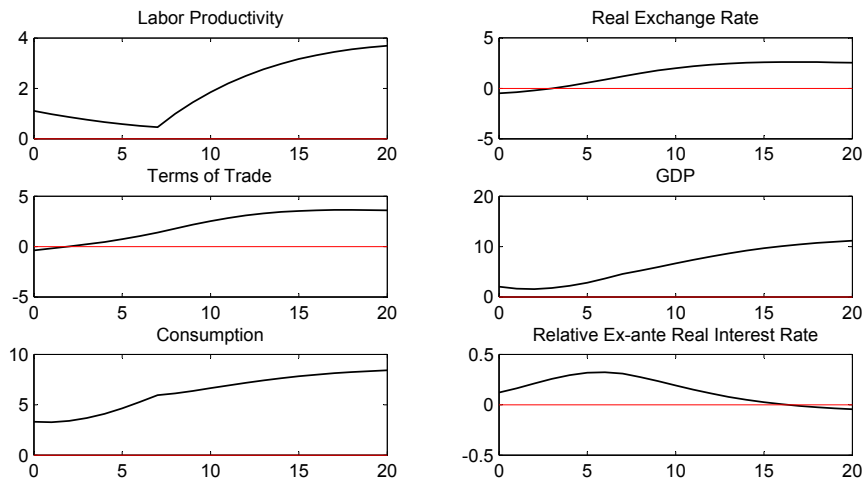 Labor Productivity
4
2
0
0 5 10 15 20
Real Exchange Rate
5
0
-5
0 5 10 15 20
Terms of Trade
5
0
-5
0 5 10 15 20
GDP
20
10
0
0 5 10 15 20
Consumption
10
5
0
0 5 10 15 20
Relative Ex-ante Real Interest Rate
0.5
0
-0.5
0 5 10 15 20